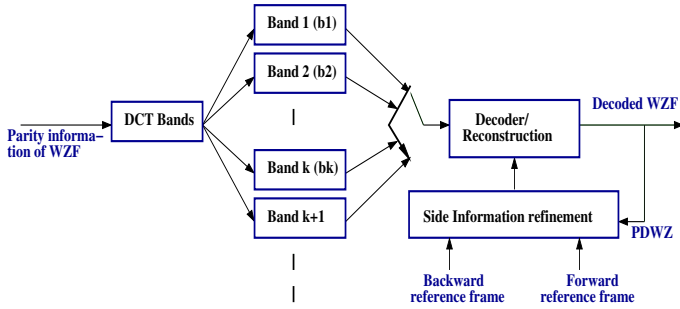 Parity informa–
tion of WZF
DCT Bands
Band 1 (b1)
Band 2 (b2)
Band k (bk)
Band k+1
Decoder/
Reconstruction
Decoded WZF
Side Information refinement
PDWZ
Backward
reference frame
Forward
reference frame